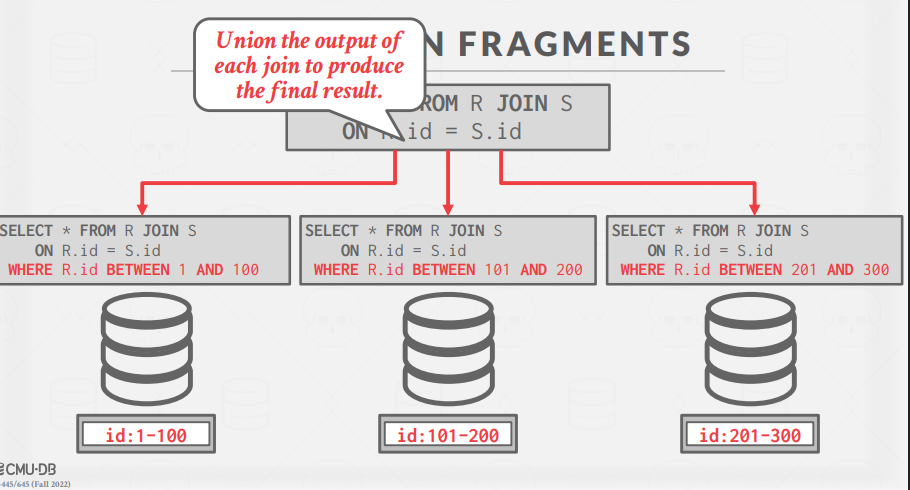 Union the output of
each join to produce
the final result.
N FRAGMENTS
ROM R JOIN S
ON R.id = S.id
SELECT * FROM R JOIN S
ON R.id = S.id
WHERE R.id BETWEEN 1 AND 100
SELECT * FROM R JOIN S
ON R.id = S.id
WHERE R.id BETWEEN 101 AND 200
SELECT * FROM R JOIN S
ON R.id = S.id
WHERE R.id BETWEEN 201 AND 300
id:1-100
id:101-200
id:201-300
CMU·DB
-445/645 (Fall 2022)